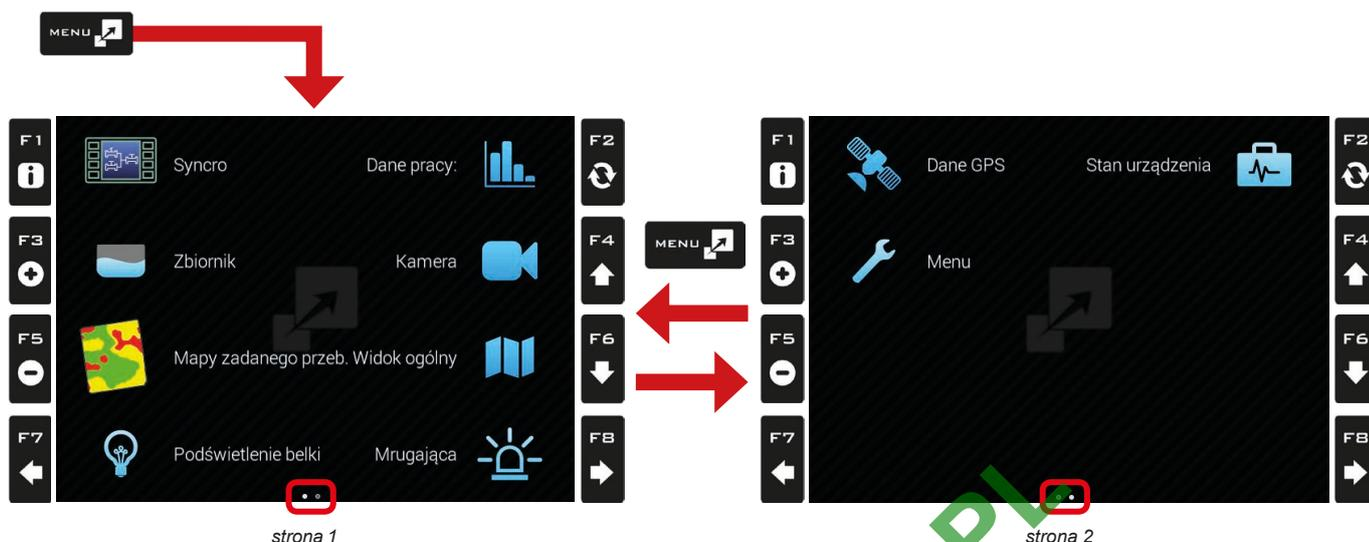 MENU
F1
Syncro
Dane pracy:
F2
F3
Zbiornik
Kamera
F4
F5
Mapy zadanego przeb.
Widok ogólny
F6
F7
Podświetlenie belki
Mrugająca
F8
strona 1
MENU
F1
Dane GPS
Stan urządzenia
F2
F3
Menu
F4
F5
F6
F7
F8
strona 2
PL